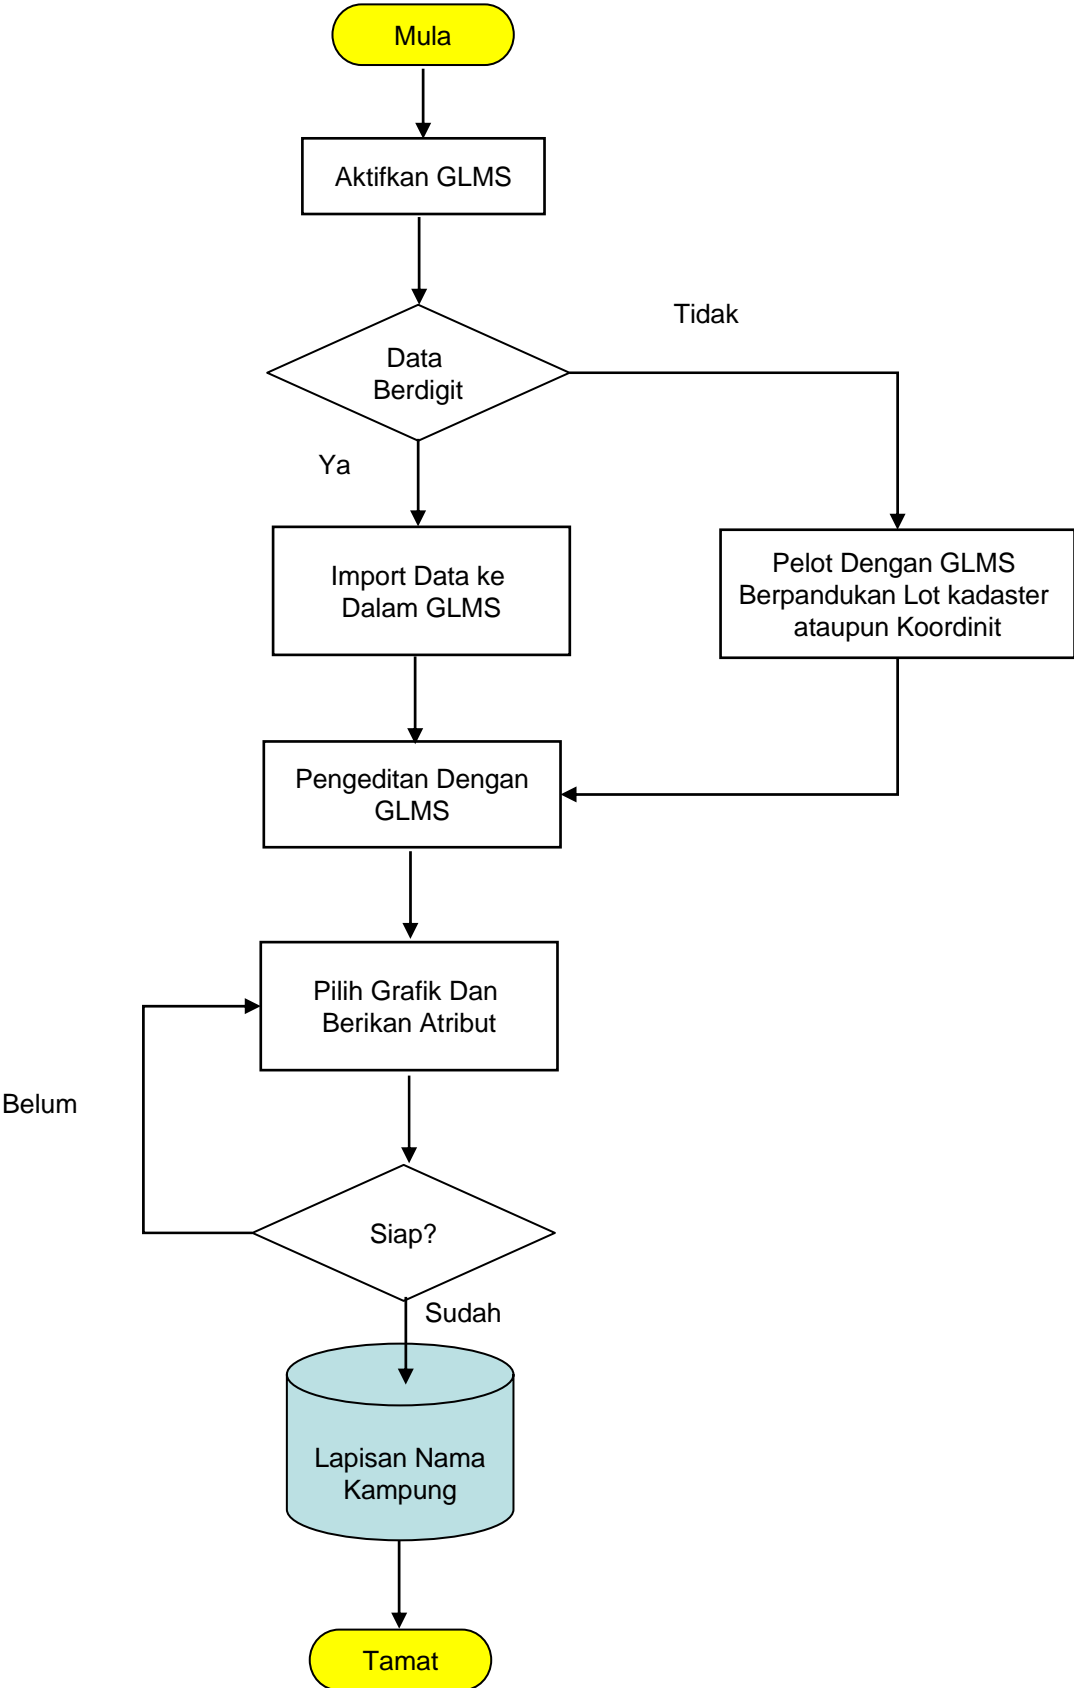 Mula
Aktifkan GLMS
Tidak
Data
Berdigit
Ya
Import Data ke
Dalam GLMS
Pelot Dengan GLMS
Berpandukan Lot kadaster
ataupun Koordinit
Pengeditan Dengan
GLMS
Pilih Grafik Dan
Berikan Atribut
Belum
Siap?
Sudah
Lapisan Nama
Kampung
Tamat